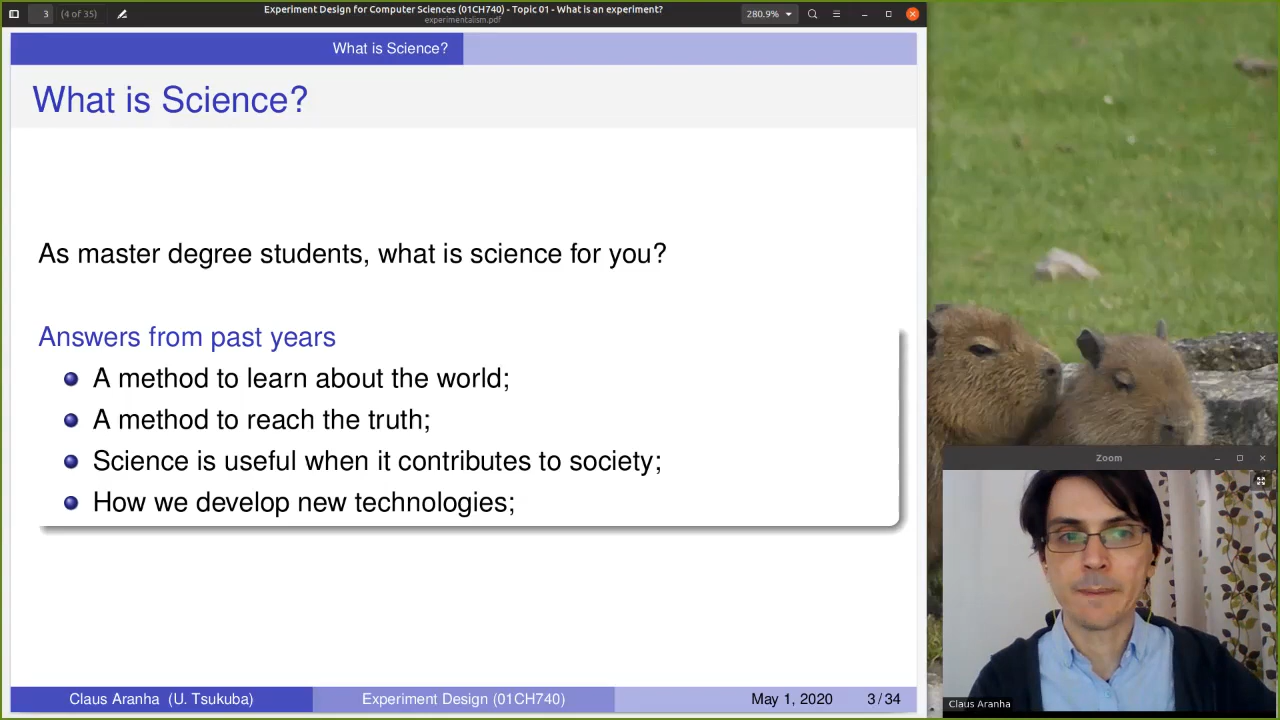 3 (4 of 35)
Experiment Design for Computer Sciences (01CH740) - Topic 01 - What is an experiment?
experimentalism.pdf
280.9%
What is Science?
What is Science?
As master degree students, what is science for you?
Answers from past years
A method to learn about the world;
A method to reach the truth;
Science is useful when it contributes to society;
How we develop new technologies;
Claus Aranha (U. Tsukuba) Experiment Design (01CH740) May 1, 2020 3 / 34
Zoom
Claus Aranha